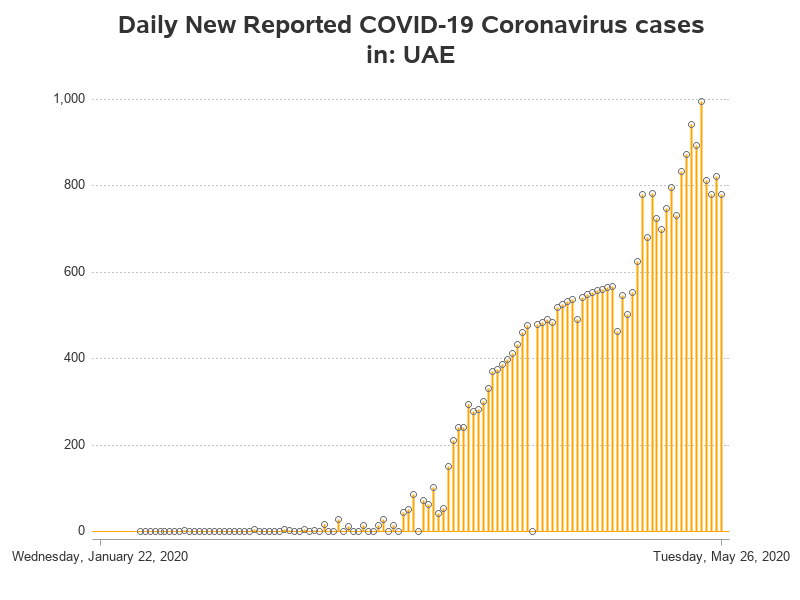 Daily New Reported COVID-19 Coronavirus cases
in: UAE
1,000
800
600
400
200
0
Wednesday, January 22, 2020
Tuesday, May 26, 2020